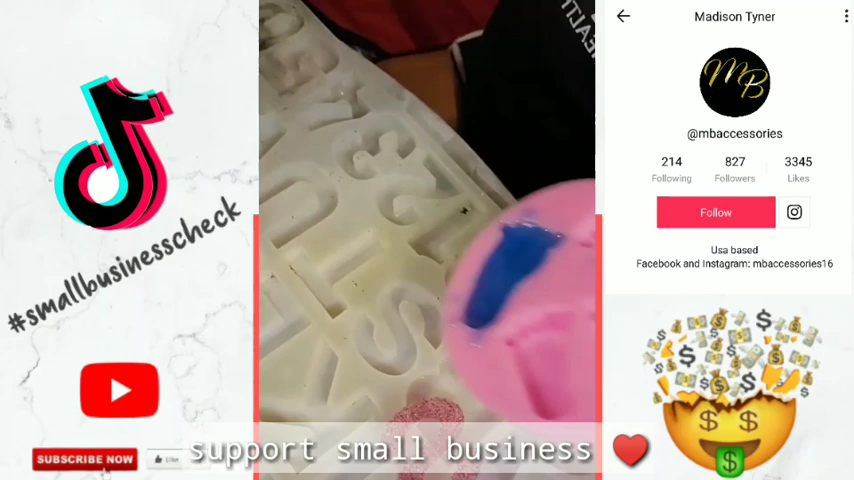 #smallbusinesscheck
SUBSCRIBE NOW
Like
support small business
Madison Tyner
MB
@mbaccessories
214 827 3345
Following Followers Likes
Follow
Usa based
Facebook and Instagram: mbaccessories16